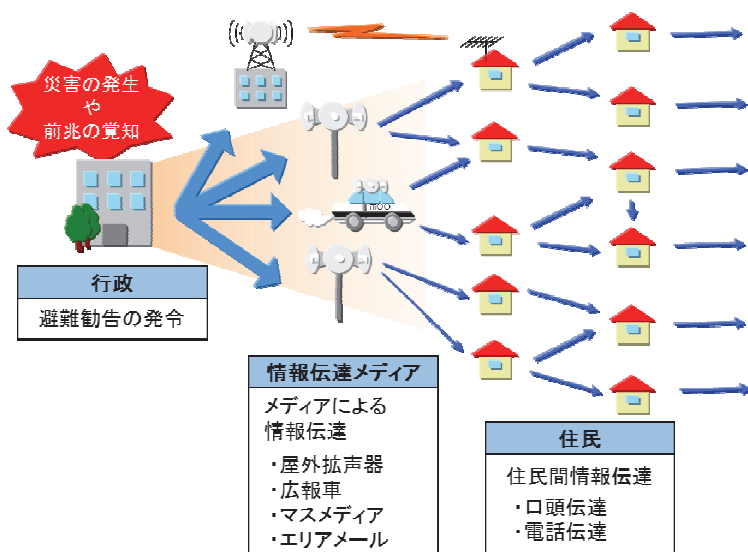 災害の発生
や
前兆の覚知
行政
避難勧告の発令
情報伝達メディア
メディアによる
情報伝達
・屋外拡声器
・広報車
・マスメディア
・エリアメール
住民
住民間情報伝達
・口頭伝達
・電話伝達